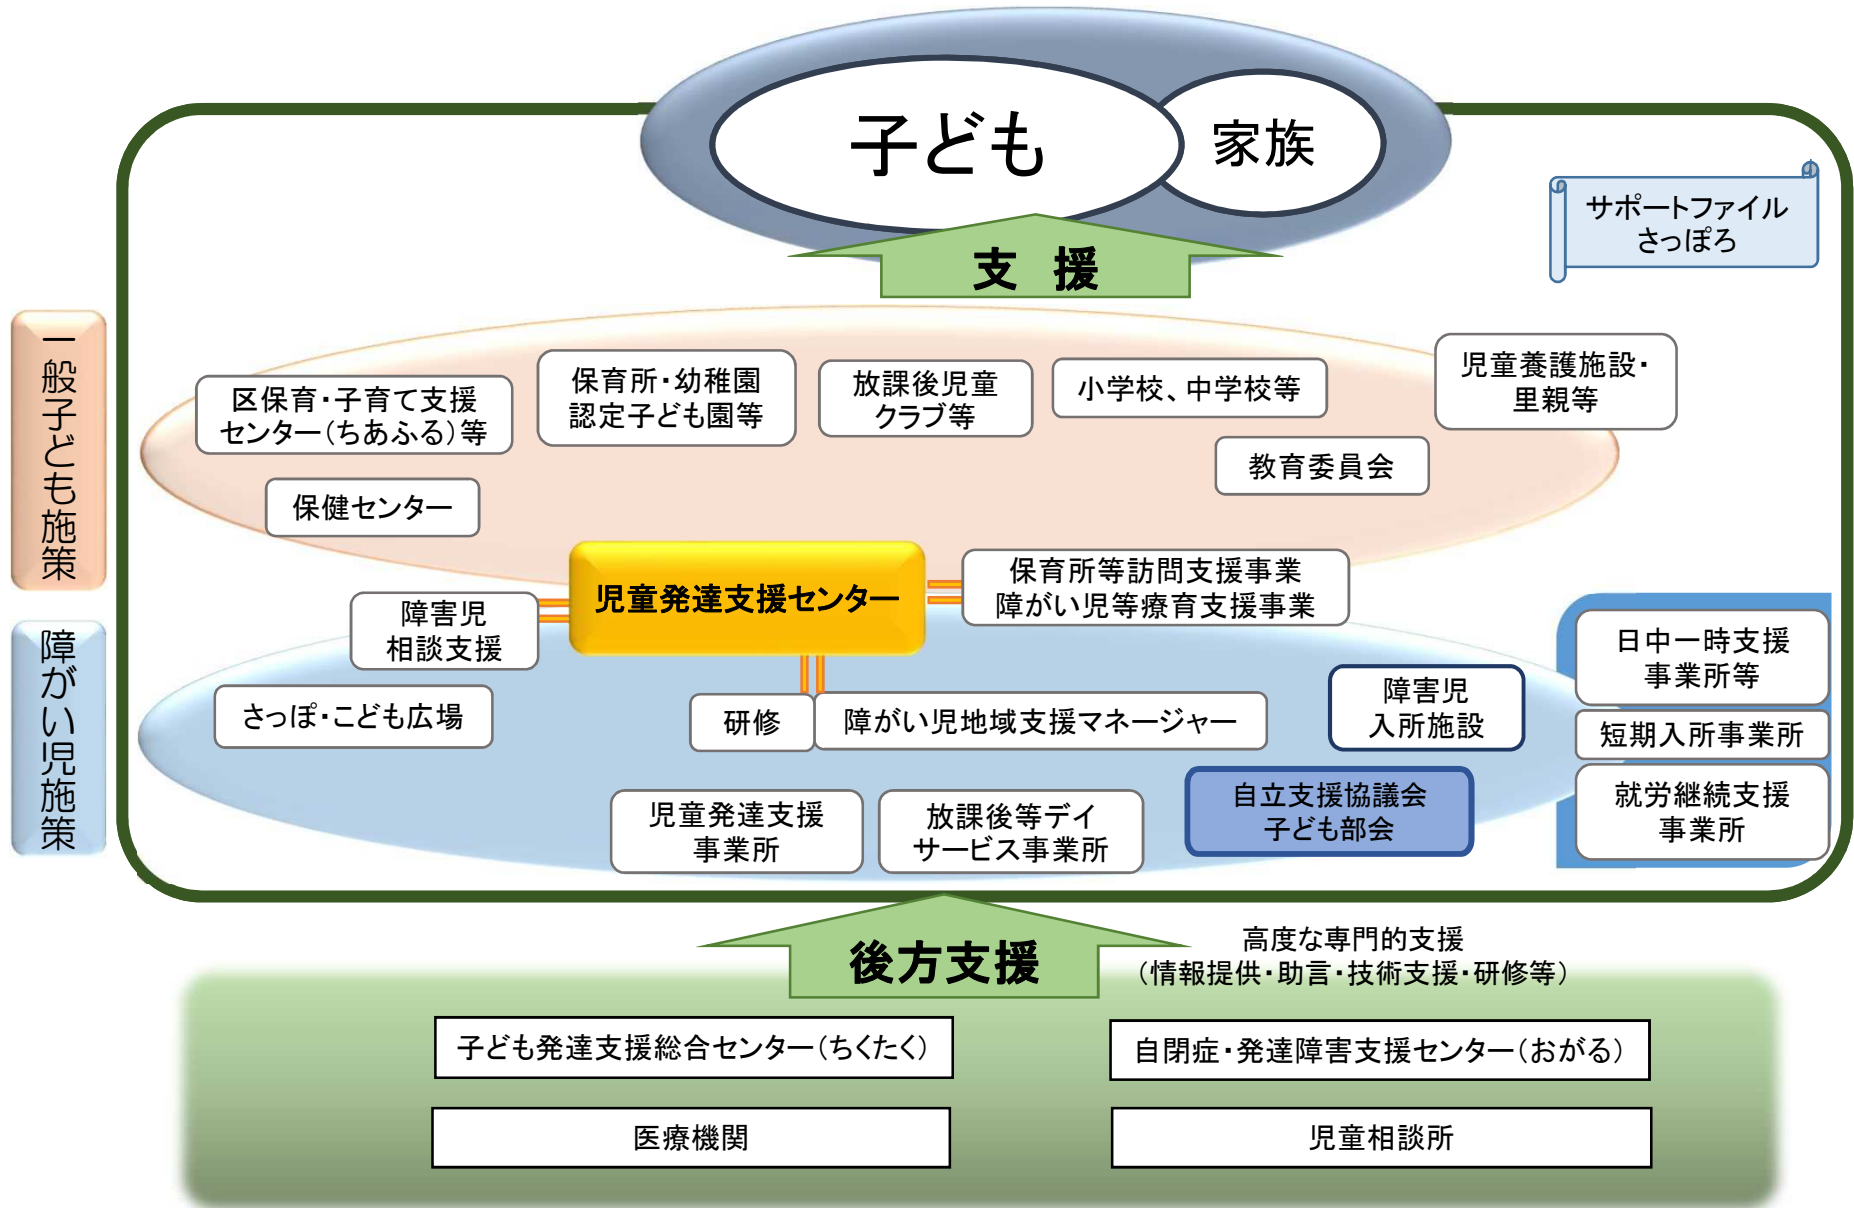 子ども
家族
サポートファイル
さっぽろ
支 援
一般子ども施策
区保育・子育て支援
センター(ちあふる)等
保育所・幼稚園
認定子ども園等
放課後児童
クラブ等
小学校、中学校等
児童養護施設・
里親等
教育委員会
保健センター
児童発達支援センター
保育所等訪問支援事業
障がい児等療育支援事業
障害児
相談支援
障がい児施策
さっぽ・こども広場
研修
障がい児地域支援マネージャー
障害児
入所施設
日中一時支援
事業所等
短期入所事業所
就労継続支援
事業所
児童発達支援
事業所
放課後等デイ
サービス事業所
自立支援協議会
子ども部会
後方支援
高度な専門的支援
(情報提供・助言・技術支援・研修等)
子ども発達支援総合センター(ちくたく)
自閉症・発達障害支援センター(おがる)
医療機関
児童相談所